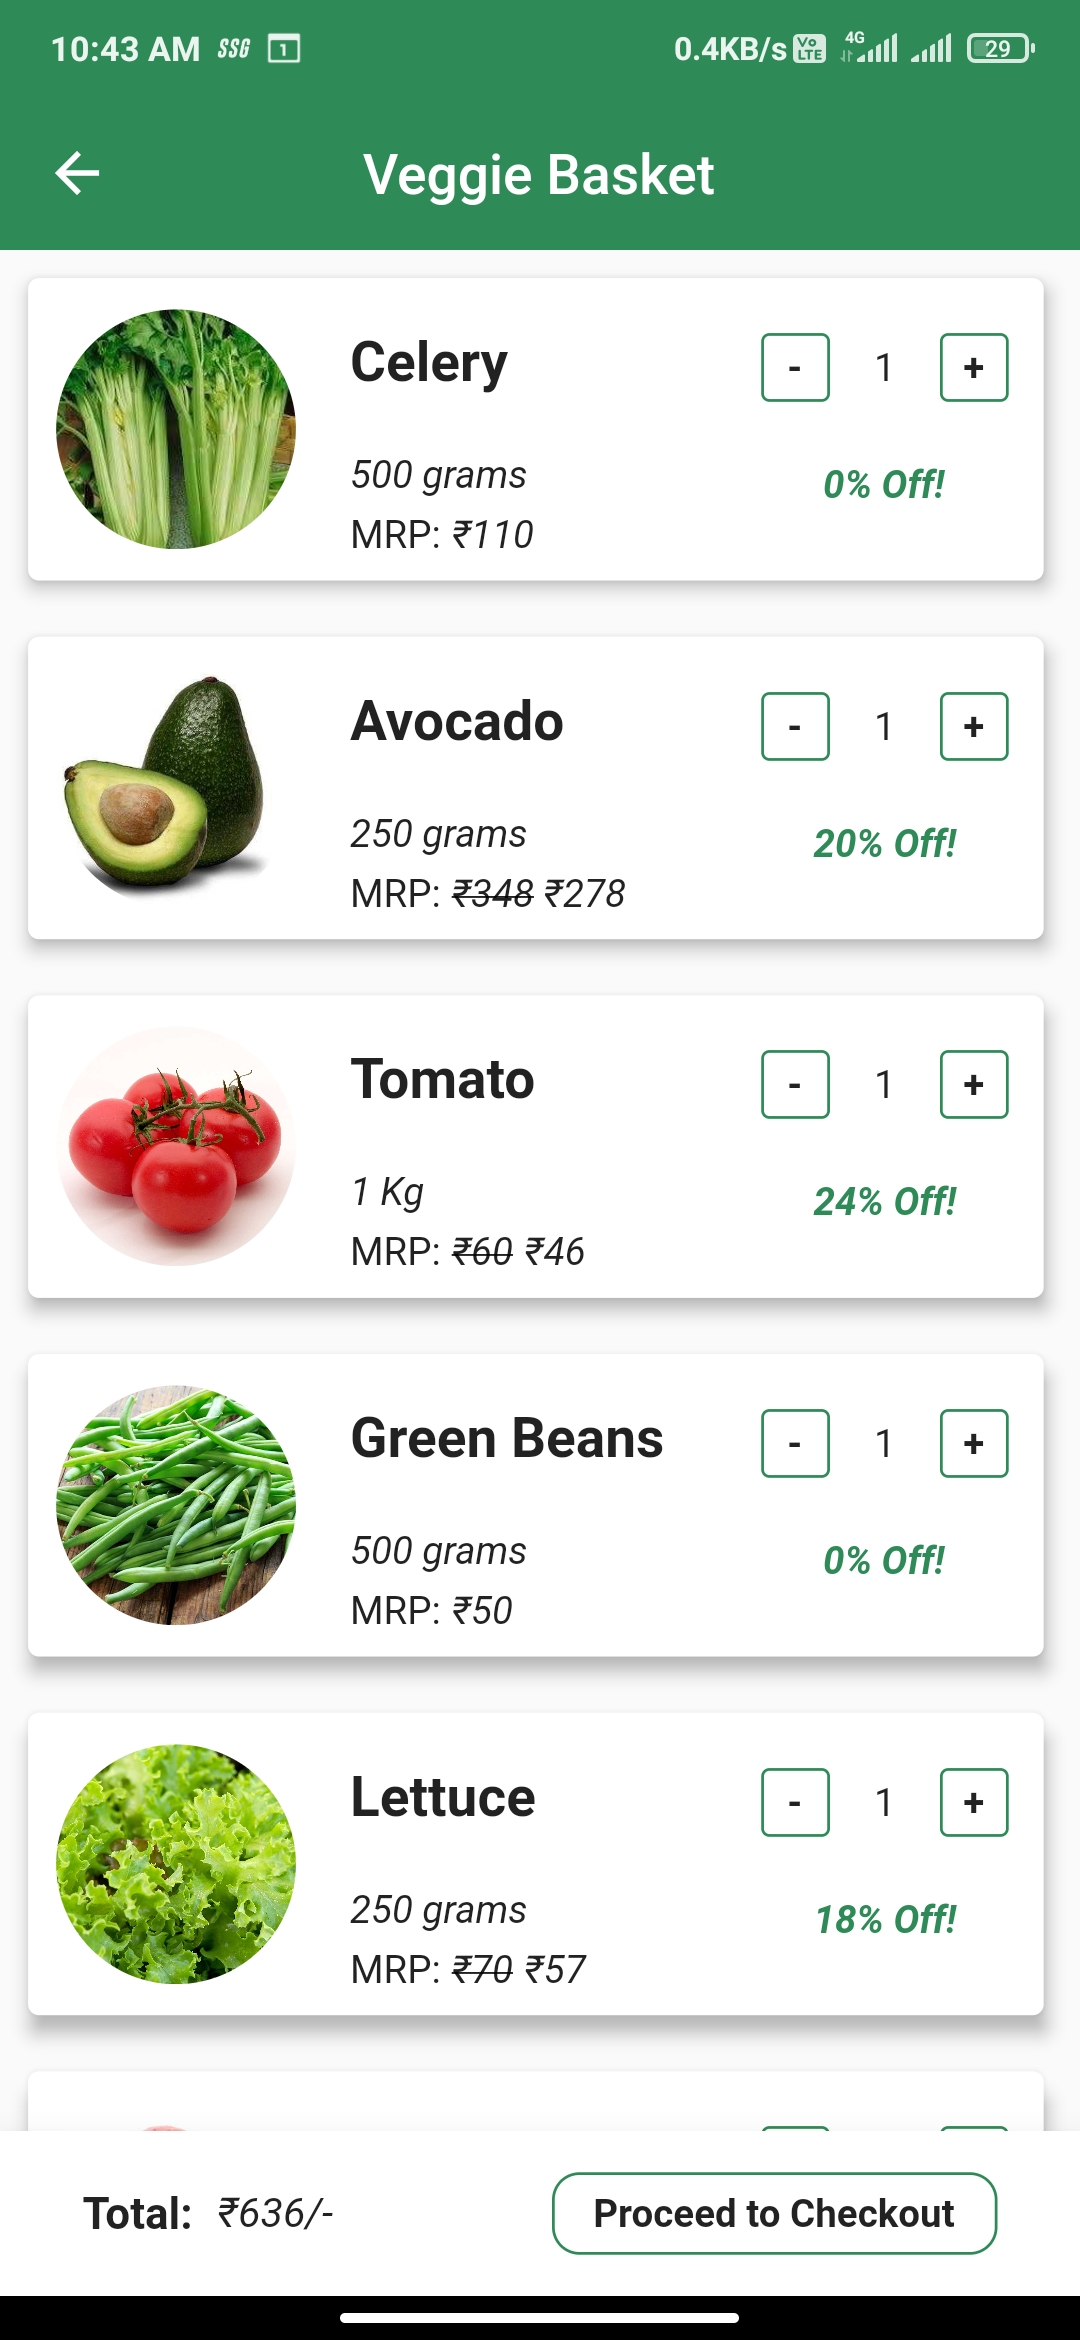 10:43 AM SSG 1 0.4KB/s Vo LTE 4G 29
Veggie Basket
Celery - 1 +
500 grams 0% Off!
MRP: ₹110
Avocado - 1 +
250 grams 20% Off!
MRP: ₹348 ₹278
Tomato - 1 +
1 Kg 24% Off!
MRP: ₹60 ₹46
Green Beans - 1 +
500 grams 0% Off!
MRP: ₹50
Lettuce - 1 +
250 grams 18% Off!
MRP: ₹70 ₹57
Total: ₹636/- Proceed to Checkout